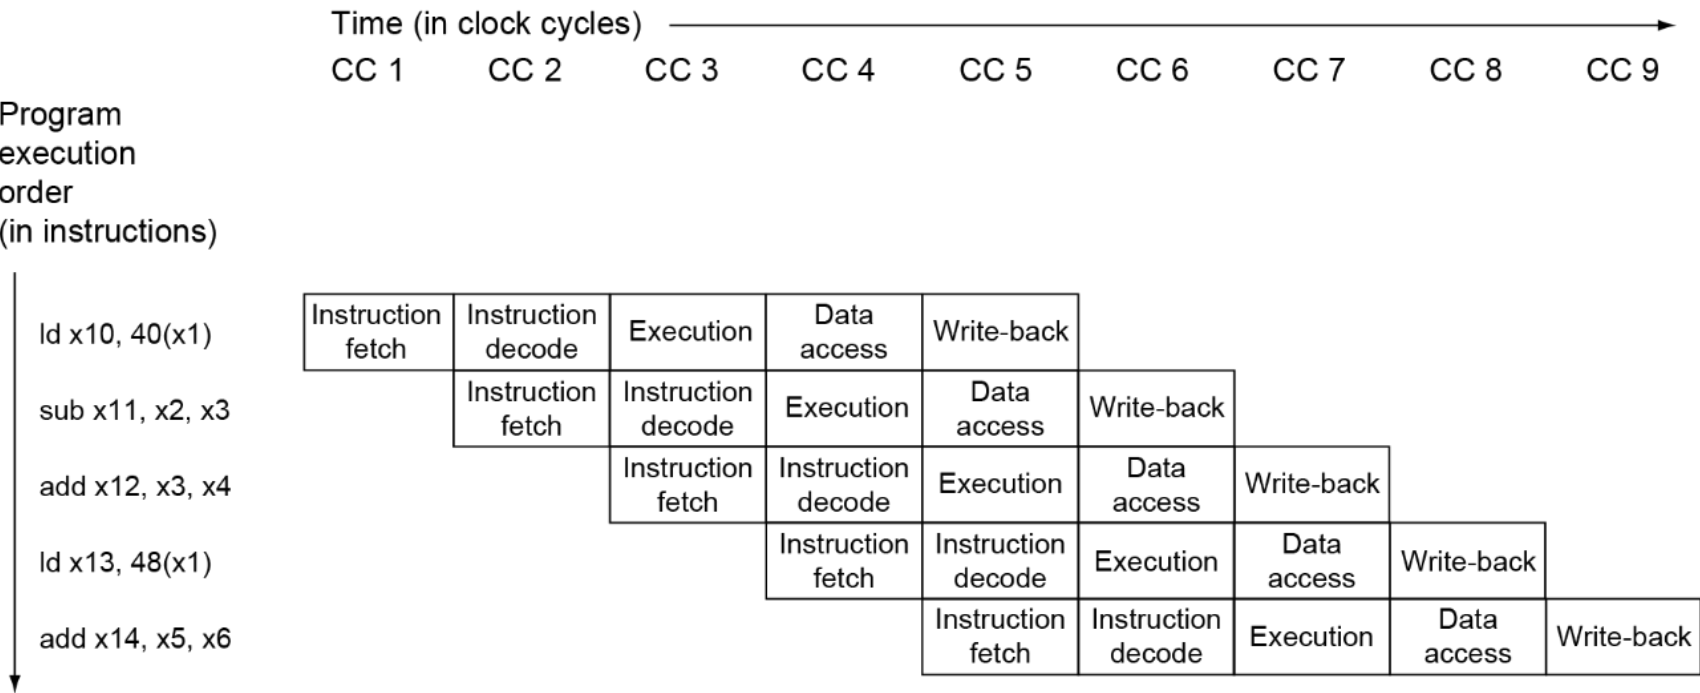 Time (in clock cycles)
CC 1 CC 2 CC 3 CC 4 CC 5 CC 6 CC 7 CC 8 CC 9
Program
execution
order
(in instructions)
ld x10, 40(x1)
Instruction
fetch
Instruction
decode
Execution
Data
access
Write-back
sub x11, x2, x3
Instruction
fetch
Instruction
decode
Execution
Data
access
Write-back
add x12, x3, x4
Instruction
fetch
Instruction
decode
Execution
Data
access
Write-back
ld x13, 48(x1)
Instruction
fetch
Instruction
decode
Execution
Data
access
Write-back
add x14, x5, x6
Instruction
fetch
Instruction
decode
Execution
Data
access
Write-back